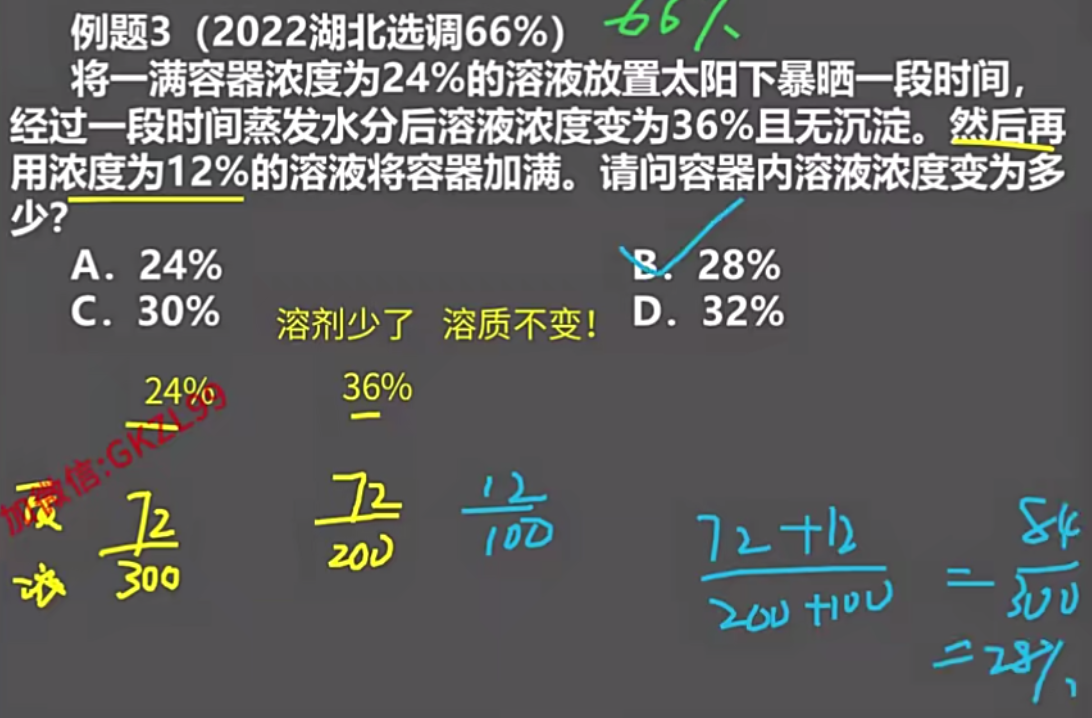 例题3（2022湖北选调66%） 66%
将一满容器浓度为24%的溶液放置太阳下暴晒一段时间，
经过一段时间蒸发水分后溶液浓度变为36%且无沉淀。然后再
用浓度为12%的溶液将容器加满。请问容器内溶液浓度变为多
少？
A．24% B．28%
C．30% D．32%
溶剂少了 溶质不变！
24% 36%
加微信:GKZL99
质 72/300 72/200 12/100
液
72+12/200+100 = 84/300
=28%